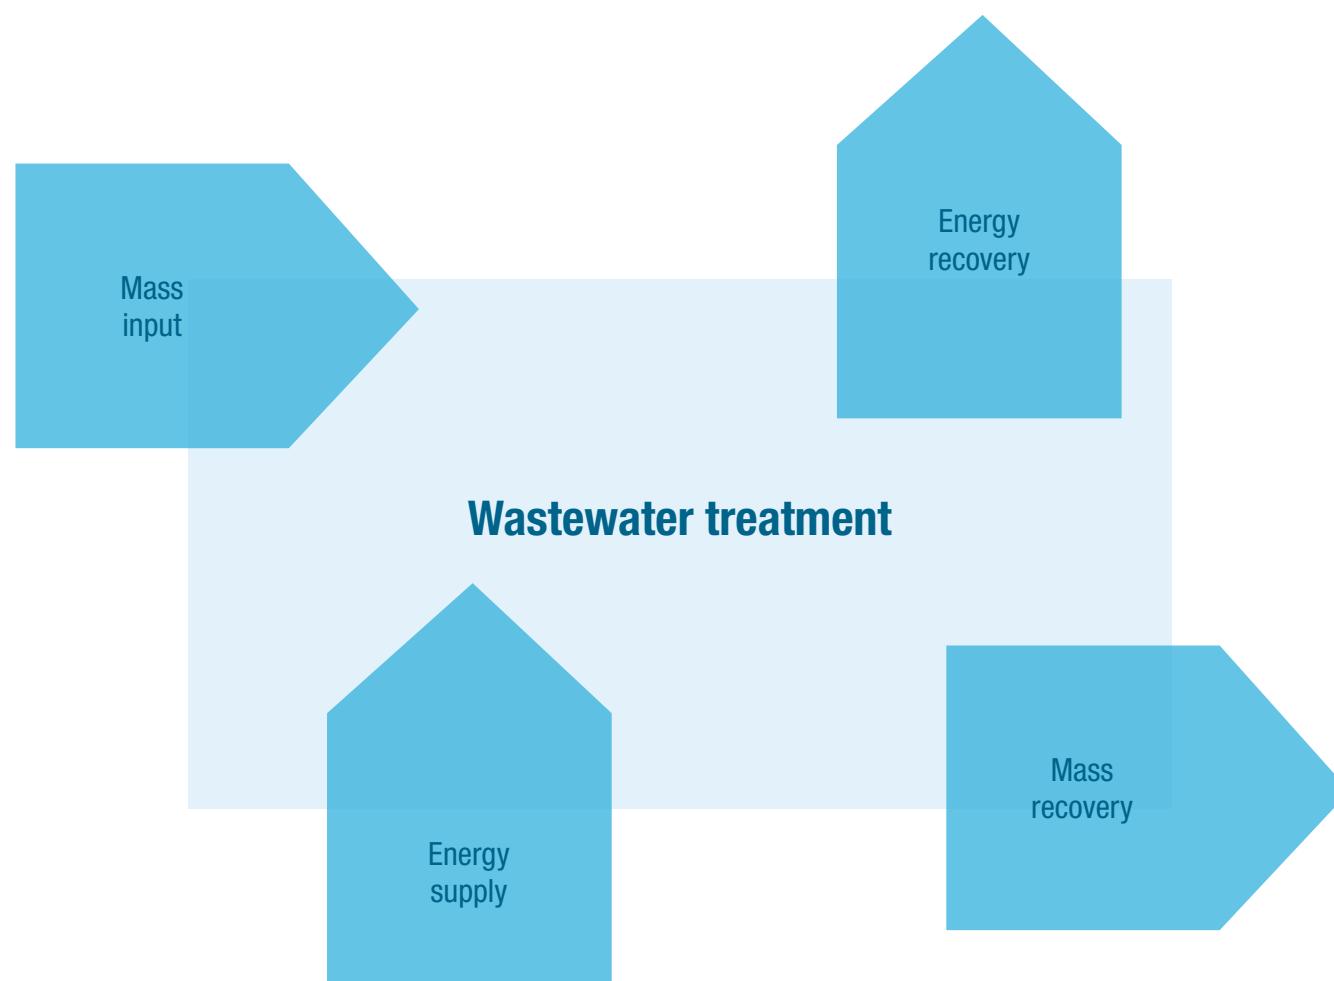 Energy
recovery
Mass
input
Wastewater treatment
Mass
recovery
Energy
supply